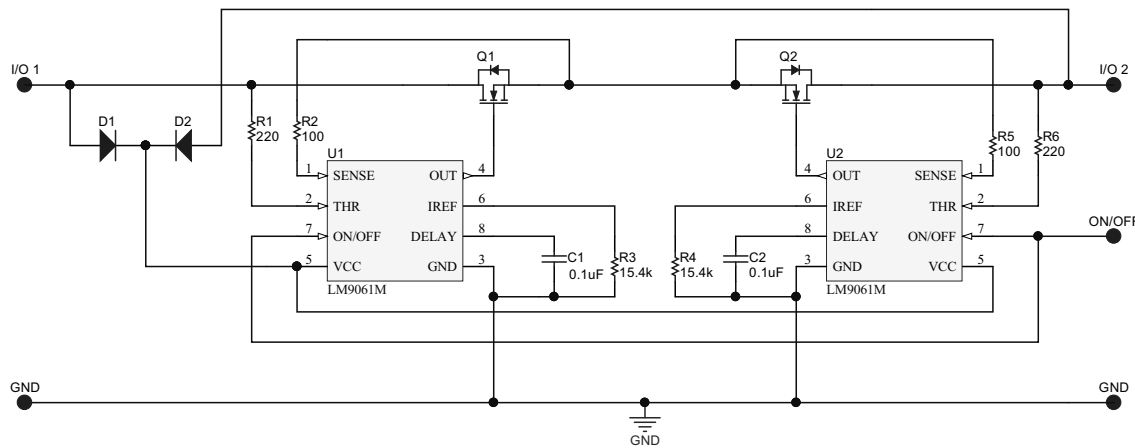 Q1
Q2
I/O 1
I/O 2
D1
D2
R1
220
R2
100
R5
100
R6
220
U1
U2
1
SENSE
OUT
4
4
OUT
SENSE
1
2
THR
IREF
6
6
IREF
THR
2
7
ON/OFF
DELAY
8
8
DELAY
ON/OFF
7
ON/OFF
5
VCC
GND
3
3
GND
VCC
5
C1
0.1uF
R3
15.4k
R4
15.4k
C2
0.1uF
LM9061M
LM9061M
GND
GND
GND